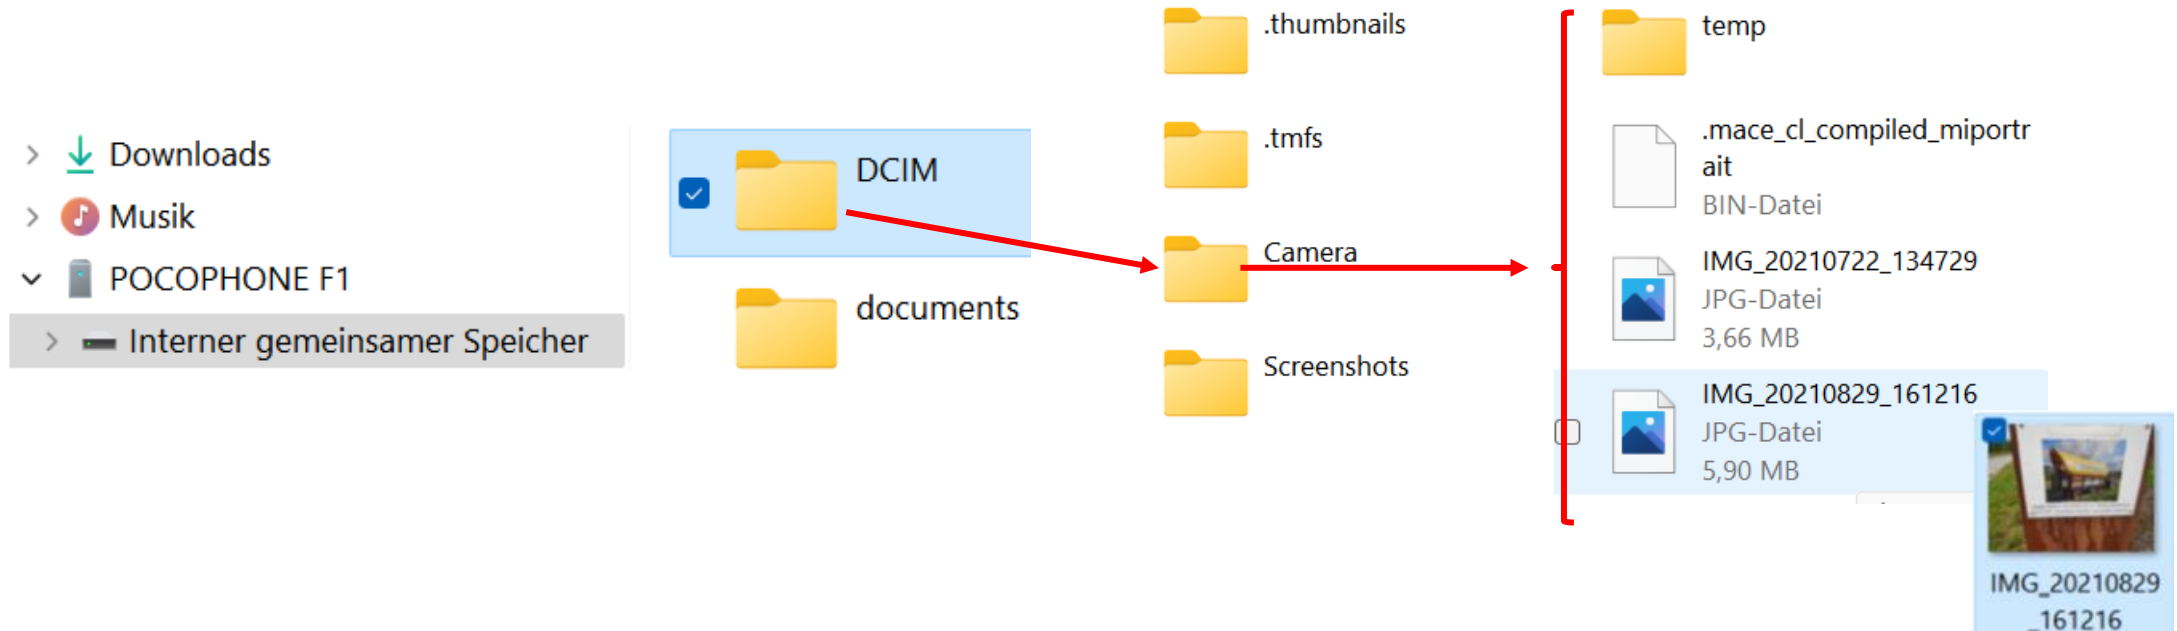 Downloads
Musik
POCOPHONE F1
Interner gemeinsamer Speicher
DCIM
documents
.thumbnails
.tmfs
Camera
Screenshots
temp
.mace_cl_compiled_miportr
ait
BIN-Datei
IMG_20210722_134729
JPG-Datei
3,66 MB
IMG_20210829_161216
JPG-Datei
5,90 MB
IMG_20210829
_161216